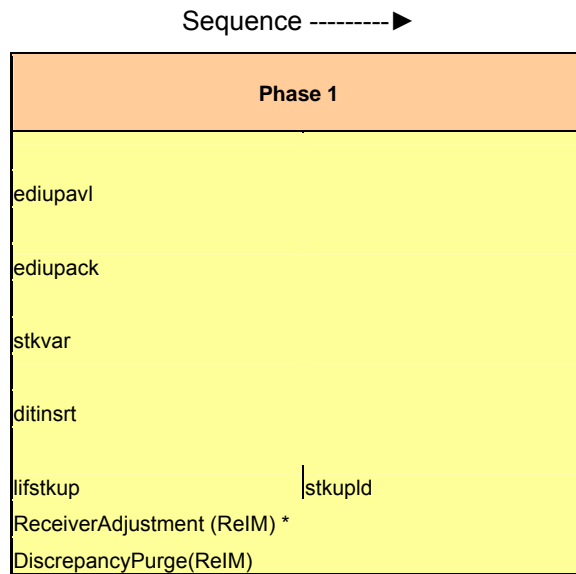 Sequence ---------►
Phase 1
ediupavl
ediupack
stkvar
ditinsrt
lifstkup stkupld
ReceiverAdjustment (ReIM) *
DiscrepancyPurge(ReIM)